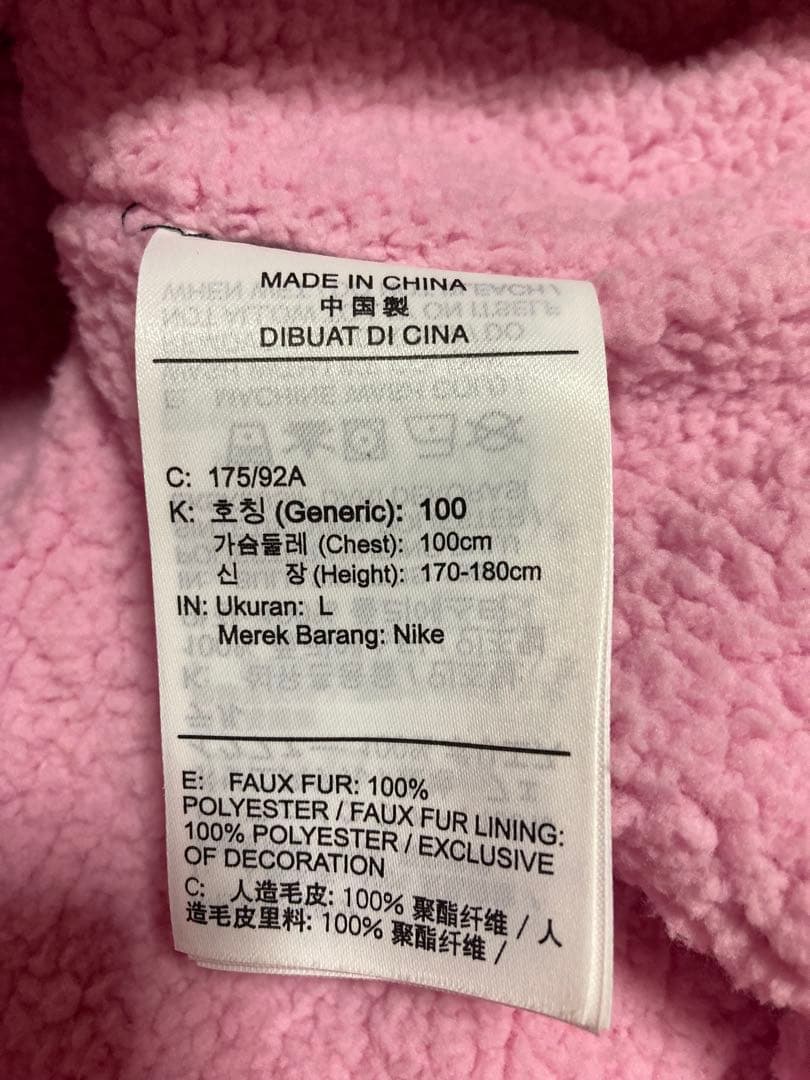 MADE IN CHINA
中国製
DIBUAT DI CINA
C: 175/92A
K: 호칭 (Generic): 100
가슴둘레 (Chest): 100cm
신 장 (Height): 170-180cm
IN: Ukuran: L
Merek Barang: Nike
E: FAUX FUR: 100%
POLYESTER / FAUX FUR LINING:
100% POLYESTER / EXCLUSIVE
OF DECORATION
C: 人造毛皮: 100% 聚酯纤维 / 人
造毛皮里料: 100% 聚酯纤维 /